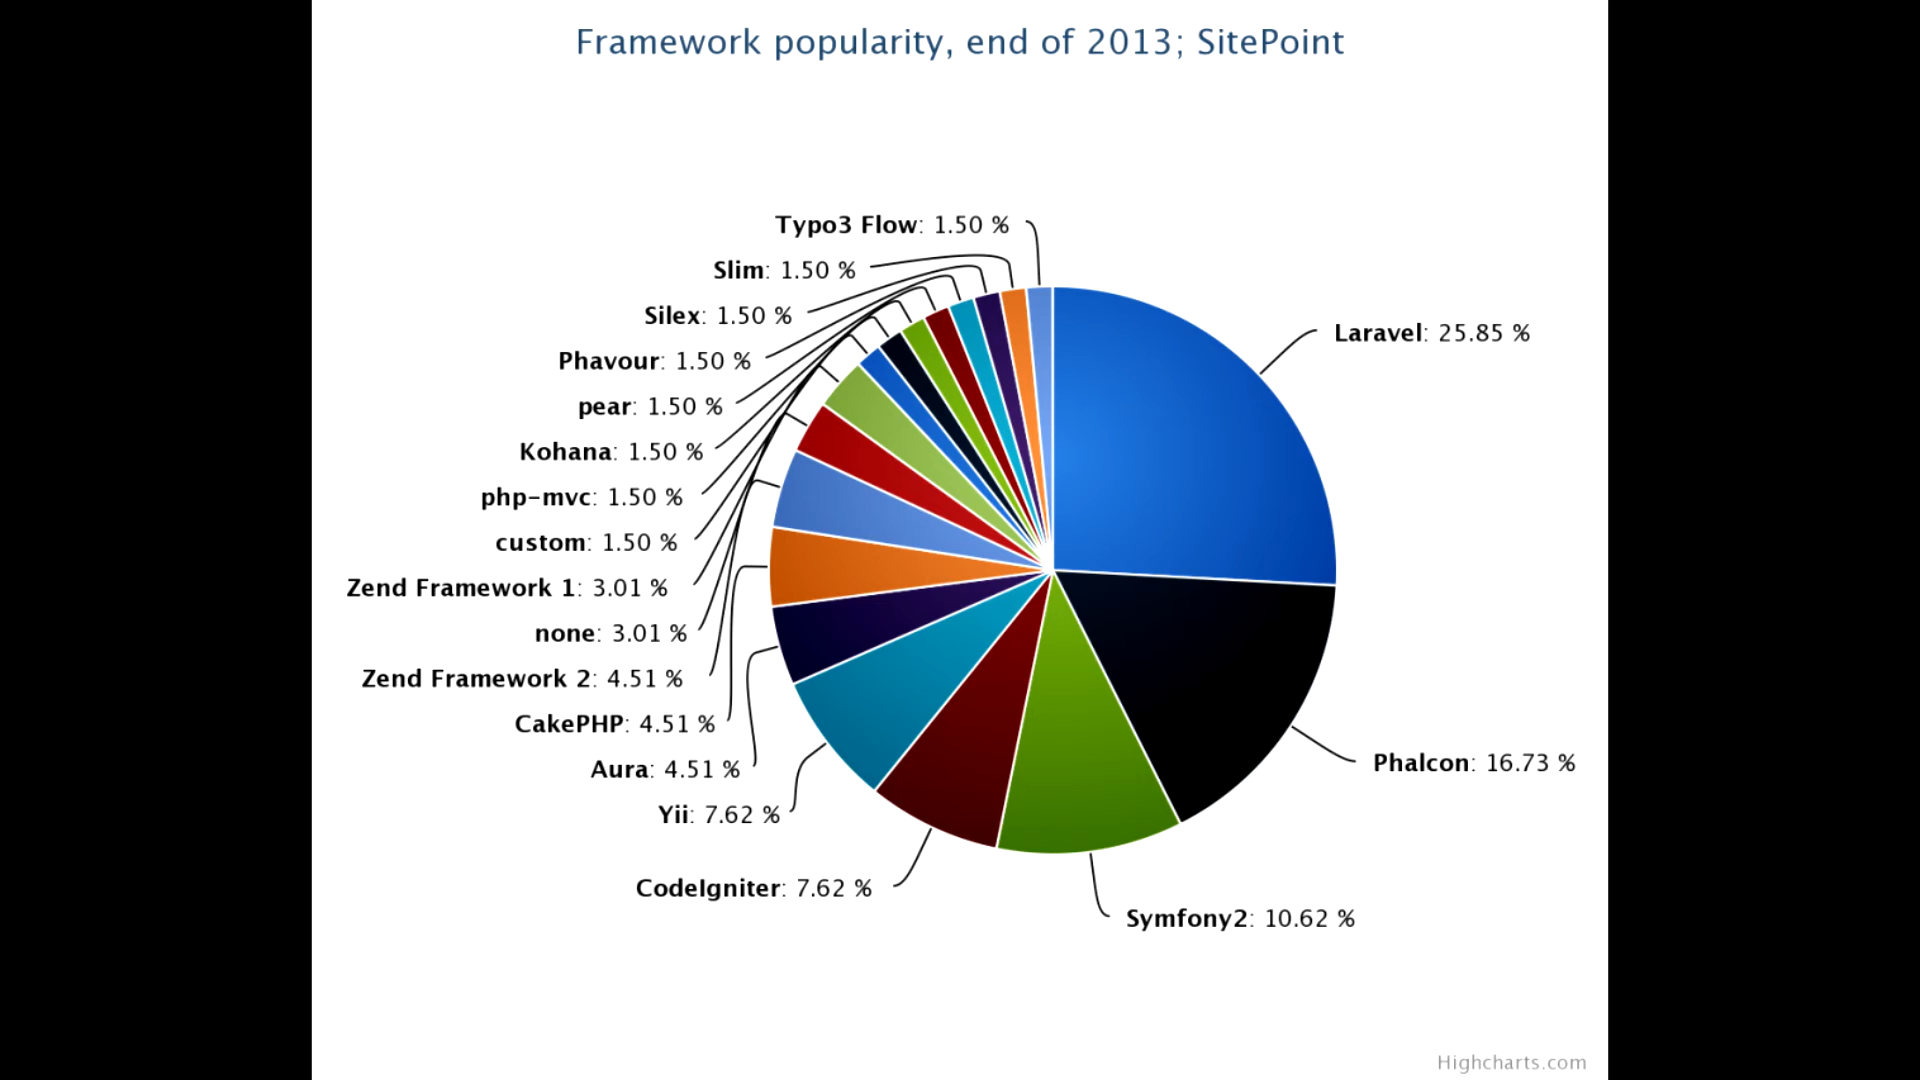 Framework popularity, end of 2013; SitePoint
Typo3 Flow: 1.50 %
Slim: 1.50 %
Silex: 1.50 %
Laravel: 25.85 %
Phavour: 1.50 %
pear: 1.50 %
Kohana: 1.50 %
php-mvc: 1.50 %
custom: 1.50 %
Zend Framework 1: 3.01 %
none: 3.01 %
Zend Framework 2: 4.51 %
CakePHP: 4.51 %
Phalcon: 16.73 %
Aura: 4.51 %
Yii: 7.62 %
CodeIgniter: 7.62 %
Symfony2: 10.62 %
Highcharts.com